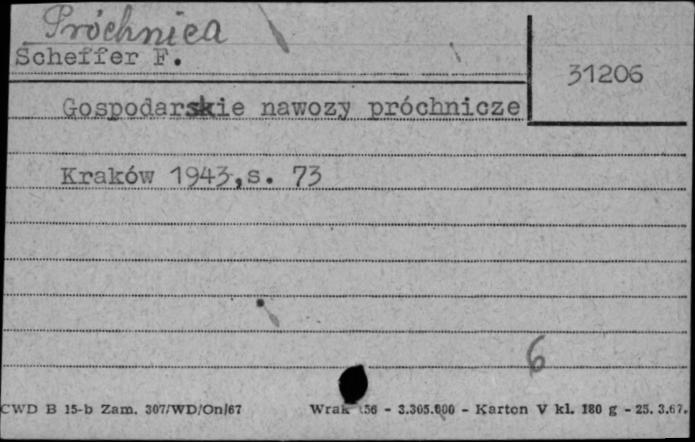 Próchnica
Scheffer F.
31206
Gospodarskie nawozy próchnicze
Kraków 1943, s. 73
6
CWD B 15-b Zam. 307/WD/On/67 Wrak 56 - 3.305.000 - Karton V kl. 180 g - 25. 3.67.